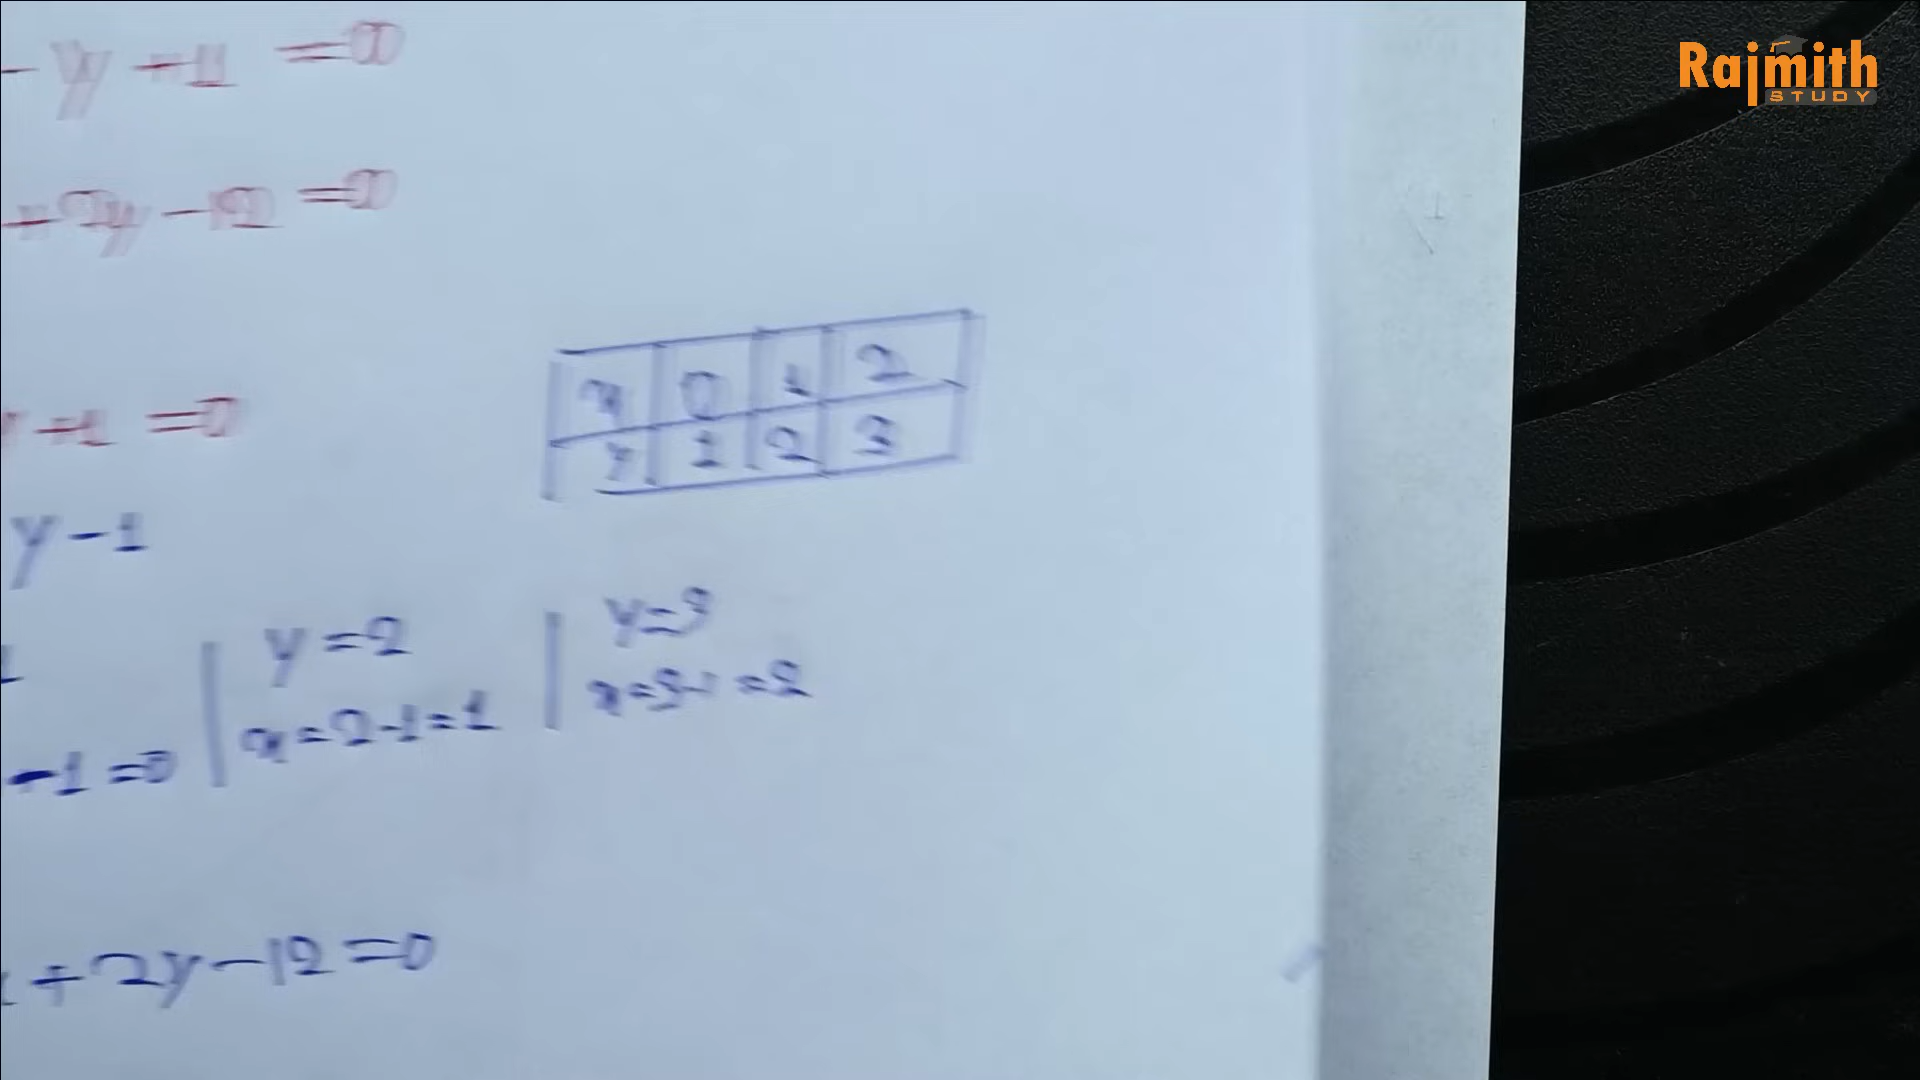 Rajmith
STUDY
- y + 1 = 0
+ 2y - 12 = 0
x 0 1 2
y 1 2 3
+ 1 = 0
y - 1
y = 2
y = 3
x = 2 - 1 = 1
x = 3 - 1 = 2
- 1 = 0
+ 2y - 12 = 0